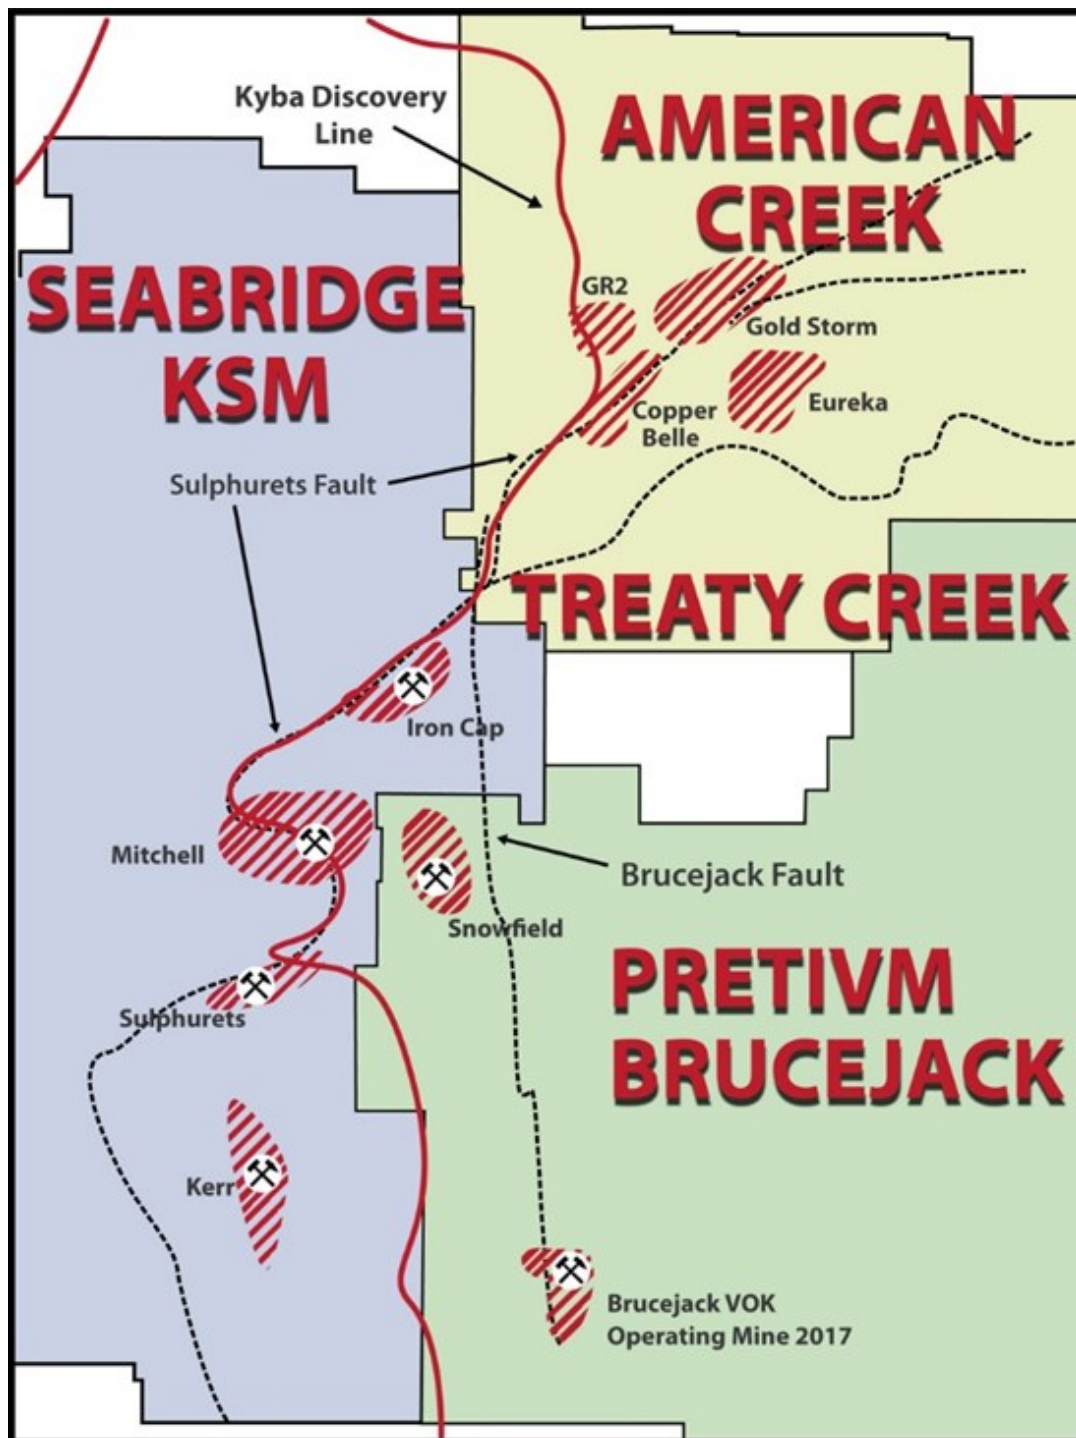 Kyba Discovery
Line
AMERICAN
CREEK
SEABRIDGE
KSM
GR2
Gold Storm
Copper
Belle
Eureka
Sulphurets Fault
TREATY CREEK
Iron Cap
Mitchell
Brucejack Fault
Snowfield
PRETIVM
BRUCEJACK
Sulphurets
Kerr
Brucejack VOK
Operating Mine 2017